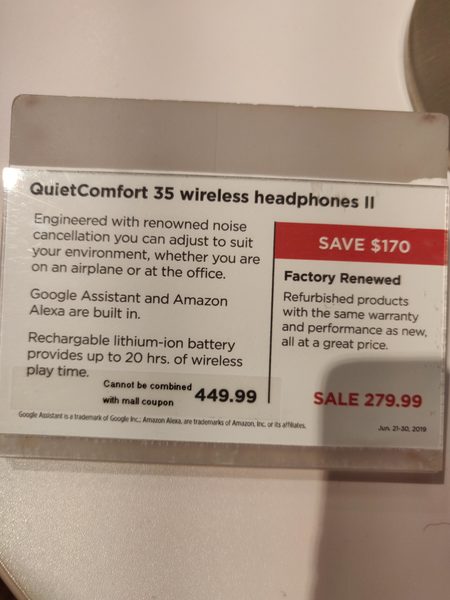 QuietComfort 35 wireless headphones II
Engineered with renowned noise
cancellation you can adjust to suit
your environment, whether you are
on an airplane or at the office.
Google Assistant and Amazon
Alexa are built in.
Rechargable lithium-ion battery
provides up to 20 hrs. of wireless
play time.
Cannot be combined
with mall coupon
449.99
SAVE $170
Factory Renewed
Refurbished products
with the same warranty
and performance as new,
all at a great price.
SALE 279.99
Google Assistant is a trademark of Google Inc.; Amazon Alexa, are trademarks of Amazon, Inc. or its affiliates.
Jun. 21-30, 2019